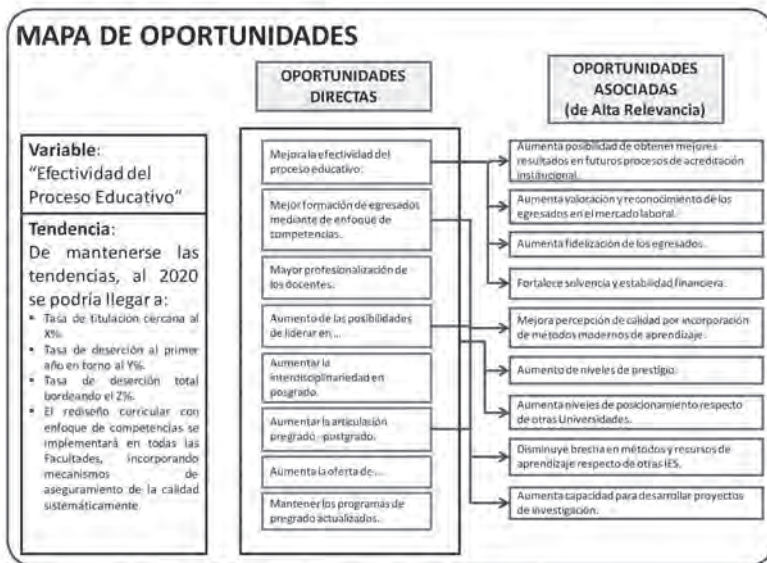 MAPA DE OPORTUNIDADES
OPORTUNIDADES
DIRECTAS
OPORTUNIDADES
ASOCIADAS
(de Alta Relevancia)
Variable:
“Efectividad del
Proceso Educativo”
Tendencia:
De mantenerse las
tendencias, al 2020
se podría llegar a:
▪ Tasa de titulación cercana al
X%.
▪ Tasa de deserción al primer
año en torno al Y%.
▪ Tasa de deserción total
bordeando el Z%.
▪ El rediseño curricular con
enfoque de competencias se
implementará en todas las
Facultades, incorporando
mecanismos de
aseguramiento de la calidad
sistemáticamente.
Mejora la efectividad del
proceso educativo.
Mejor formación de egresados
mediante de enfoque de
competencias.
Mayor profesionalización de
los docentes.
Aumento de las posibilidades
de liderar en ...
Aumentar la
interdisciplinariedad en
posgrado.
Aumentar la articulación
pregrado - postgrado.
Aumenta la oferta de ...
Mantener los programas de
pregrado actualizados.
Aumenta posibilidad de obtener mejores
resultados en futuros procesos de acreditación
institucional.
Aumenta valoración y reconocimiento de los
egresados en el mercado laboral.
Aumenta fidelización de los egresados.
Fortalece solvencia y estabilidad financiera.
Mejora percepción de calidad por incorporación
de métodos modernos de aprendizaje.
Aumento de niveles de prestigio.
Aumenta niveles de posicionamiento respecto
de otras Universidades.
Disminuye brecha en métodos y recursos de
aprendizaje respecto de otras IES.
Aumenta capacidad para desarrollar proyectos
de investigación.